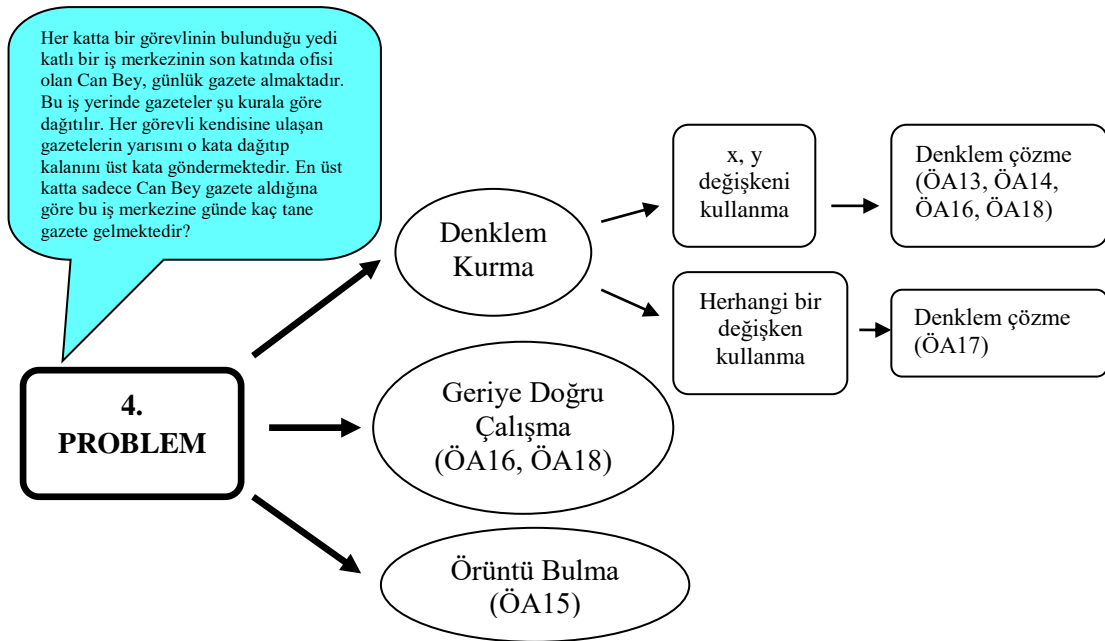 Her katta bir görevlinin bulunduğu yedi
katlı bir iş merkezinin son katında ofisi
olan Can Bey, günlük gazete almaktadır.
Bu iş yerinde gazeteler şu kurala göre
dağıtılır. Her görevli kendisine ulaşan
gazetelerin yarısını o kata dağıtıp
kalanını üst kata göndermektedir. En üst
katta sadece Can Bey gazete aldığına
göre bu iş merkezine günde kaç tane
gazete gelmektedir?
4.
PROBLEM
Denklem
Kurma
x, y
değişkeni
kullanma
Denklem çözme
(ÖA13, ÖA14,
ÖA16, ÖA18)
Herhangi bir
değişken
kullanma
Denklem çözme
(ÖA17)
Geriye Doğru
Çalışma
(ÖA16, ÖA18)
Örüntü Bulma
(ÖA15)